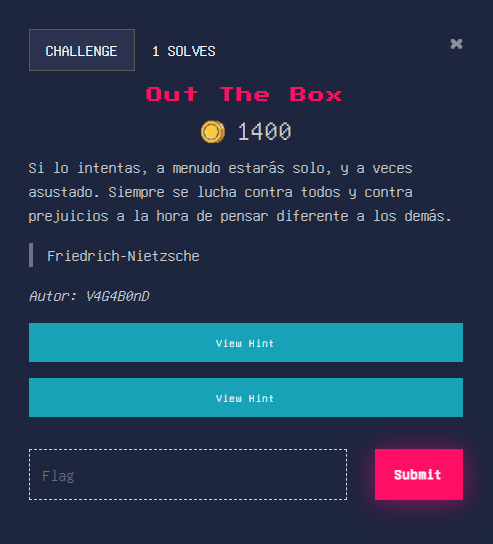 CHALLENGE 1 SOLVES ×
Out The Box
1400
Si lo intentas, a menudo estarás solo, y a veces
asustado. Siempre se lucha contra todos y contra
prejuicios a la hora de pensar diferente a los demás.
Friedrich-Nietzsche
Autor: V4G4B0nD
View Hint
View Hint
Flag Submit